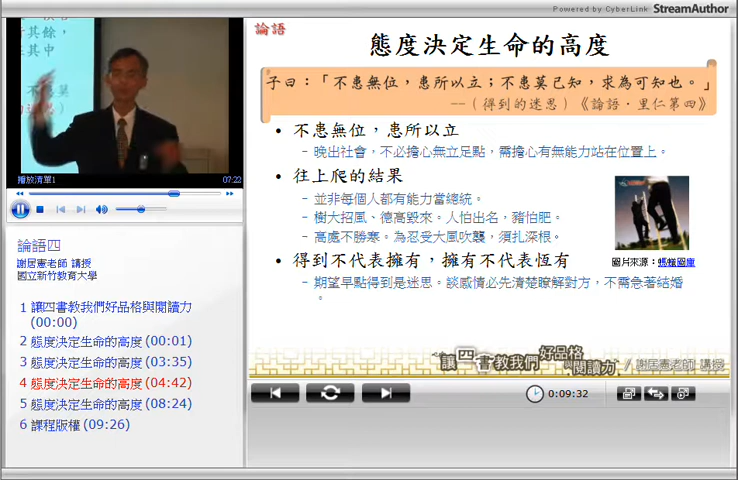 Powered by CyberLink StreamAuthor
其餘，
其中
播放清單1
07:22
論語四
謝居憲老師 講授
國立新竹教育大學
1 讓四書教我們好品格與閱讀力
(00:00)
2 態度決定生命的高度 (00:01)
3 態度決定生命的高度 (03:35)
4 態度決定生命的高度 (04:42)
5 態度決定生命的高度 (08:24)
6 課程版權 (09:26)
論語
態度決定生命的高度
子曰：「不患無位，患所以立；不患莫己知，求為可知也。」
--（得到的迷思）《論語‧里仁第四》
• 不患無位，患所以立
– 晚出社會，不必擔心無立足點，需擔心有無能力站在位置上。
• 往上爬的結果
– 並非每個人都有能力當總統。
– 樹大招風、德高毀來。人怕出名，豬怕肥。
– 高處不勝寒。為忍受大風吹襲，須扎深根。
圖片來源：螞蟻圖庫
• 得到不代表擁有，擁有不代表恆有
– 期望早點得到是迷思。談感情必先清楚瞭解對方，不需急著結婚
。
讓四書教我們好品格與閱讀力 / 謝居憲老師 講授
0:09:32